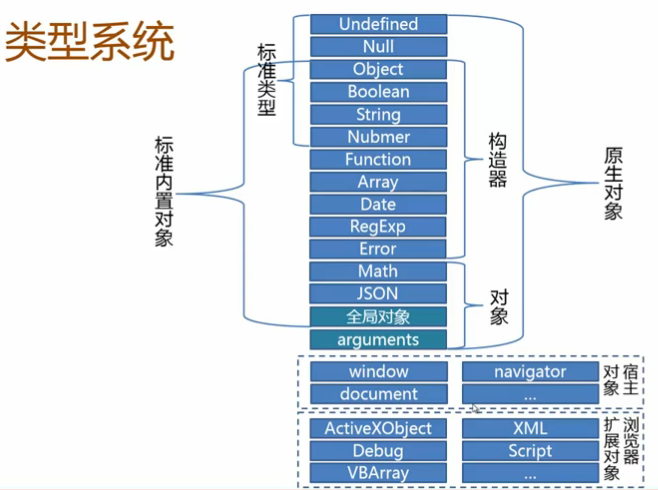 类型系统
标准类型
标准内置对象
Undefined
Null
Object
Boolean
String
Nubmer
Function
Array
Date
RegExp
Error
Math
JSON
全局对象
arguments
构造器
对象
原生对象
window
navigator
document
...
宿主
对象
ActiveXObject
XML
Debug
Script
VBArray
...
浏览器
扩展对象